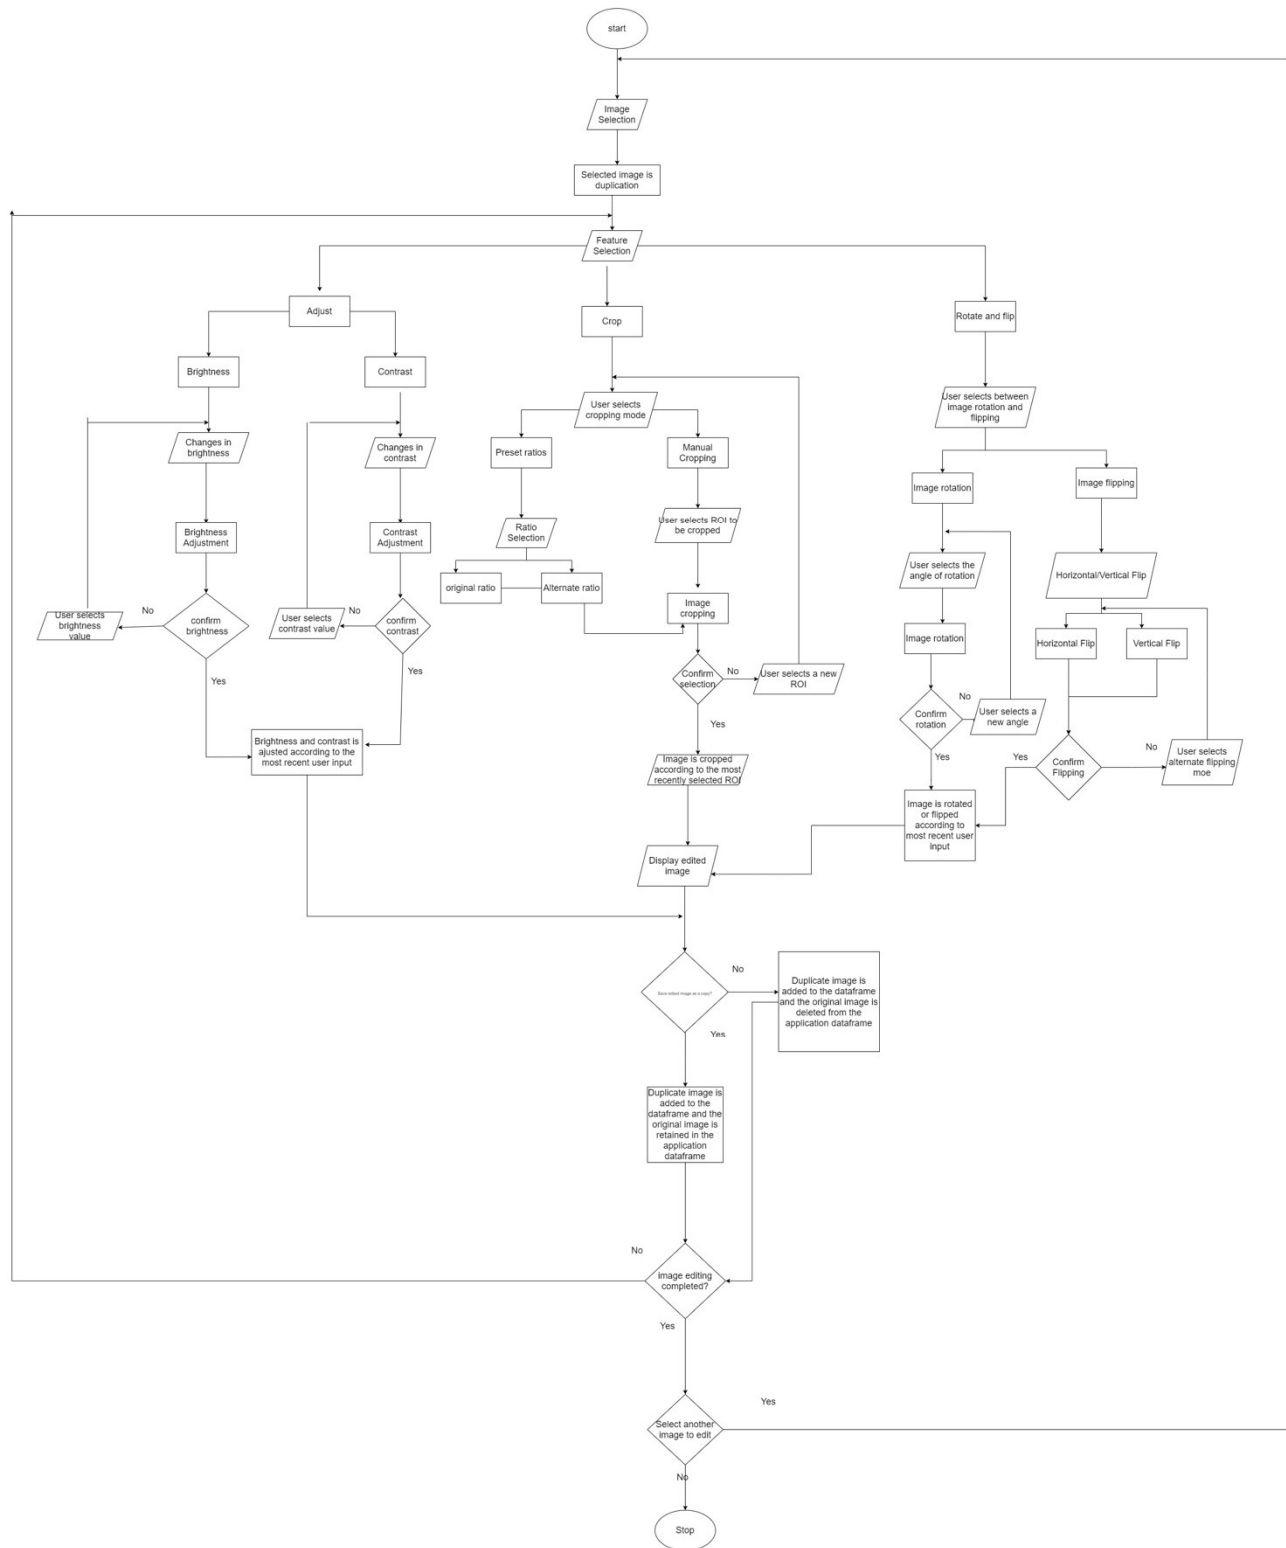 start
Image
Selection
Selected image is
duplication
Feature
Selection
Adjust
Crop
Rotate and flip
Brightness
Contrast
User selects
cropping mode
User selects between
image rotation and
flipping
Changes in
brightness
Changes in
contrast
Preset ratios
Manual
Cropping
Image rotation
Image flipping
Brightness
Adjustment
Contrast
Adjustment
Ratio
Selection
User selects ROI to
be cropped
User selects the
angle of rotation
Horizontal/Vertical Flip
original ratio
Alternate ratio
Image
cropping
User selects
brightness
value
No
confirm
brightness
User selects
contrast value
No
confirm
contrast
Image rotation
Horizontal Flip
Vertical Flip
Yes
Yes
Confirm
selection
No
User selects a new
ROI
Confirm
rotation
No
User selects a
new angle
Yes
Brightness and contrast is
ajusted according to the
most recent user input
Image is cropped
according to the most
recently selected ROI
Yes
Yes
Confirm
Flipping
No
User selects
alternate flipping
moe
Image is rotated
or flipped
according to
most recent user
input
Display edited
image
Save edited image as a copy?
No
Duplicate image is
added to the dataframe
and the original image is
deleted from the
application dataframe
Yes
Duplicate image is
added to the
dataframe and the
original image is
retained in the
application
dataframe
No
Image editing
completed?
Yes
Select another
image to edit
Yes
No
Stop